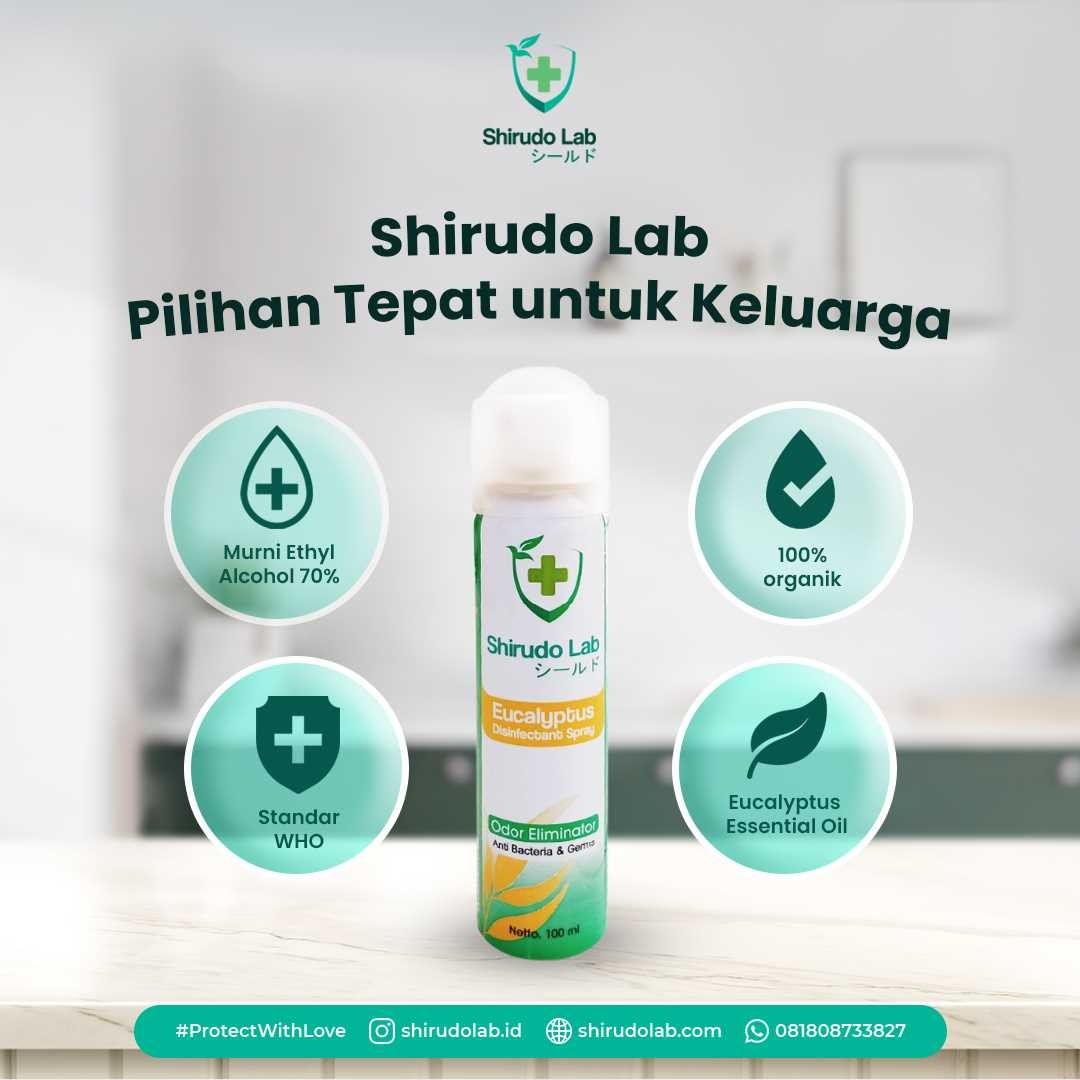 Shirudo Lab
シールド
Shirudo Lab
Pilihan Tepat untuk Keluarga
Murni Ethyl
Alcohol 70%
100%
organik
Standar
WHO
Eucalyptus
Essential Oil
Shirudo Lab
シールド
Eucalyptus
Disinfectant Spray
Odor Eliminator
Anti Bacteria & Germs
Netto. 100 ml
#ProtectWithLove shirudolab.id shirudolab.com 081808733827